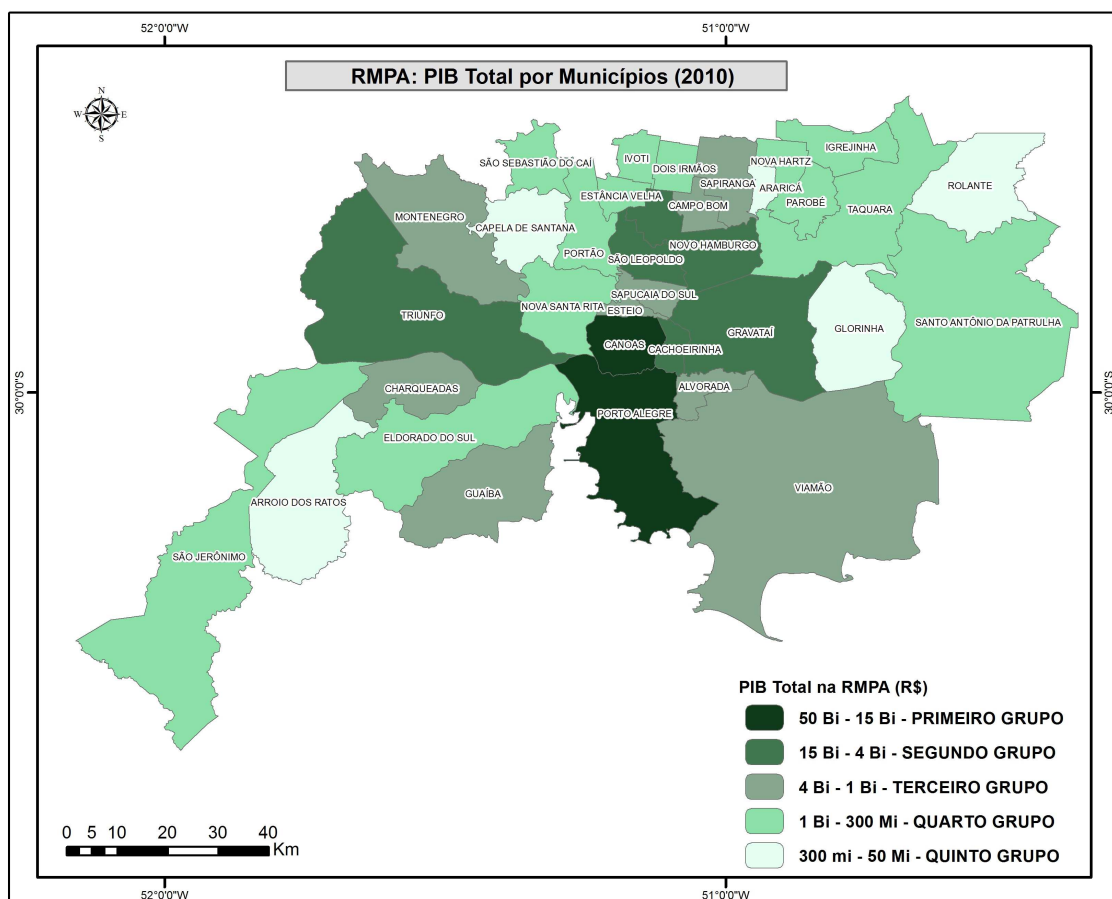 52°0'0"W
51°0'0"W
RMPA: PIB Total por Municípios (2010)
N
W
E
S
IGREJINHA
SÃO SEBASTIÃO DO CAÍ
IVOTI
DOIS IRMÃOS
NOVA HARTZ
SAPIRANGA
ARARICÁ
ROLANTE
ESTÂNCIA VELHA
CAMPO BOM
PAROBÉ
TAQUARA
MONTENEGRO
CAPELA DE SANTANA
NOVO HAMBURGO
PORTÃO
SÃO LEOPOLDO
SAPUCAIA DO SUL
NOVA SANTA RITA
ESTEIO
TRIUNFO
SANTO ANTÔNIO DA PATRULHA
GLORINHA
GRAVATAÍ
CANOAS
CACHOEIRINHA
CHARQUEADAS
ALVORADA
30°0'0"S
30°0'0"S
PORTO ALEGRE
ELDORADO DO SUL
VIAMÃO
GUAÍBA
ARROIO DOS RATOS
SÃO JERÔNIMO
PIB Total na RMPA (R$)
50 Bi - 15 Bi - PRIMEIRO GRUPO
15 Bi - 4 Bi - SEGUNDO GRUPO
4 Bi - 1 Bi - TERCEIRO GRUPO
1 Bi - 300 Mi - QUARTO GRUPO
300 mi - 50 Mi - QUINTO GRUPO
0 5 10 20 30 40
Km
52°0'0"W
51°0'0"W